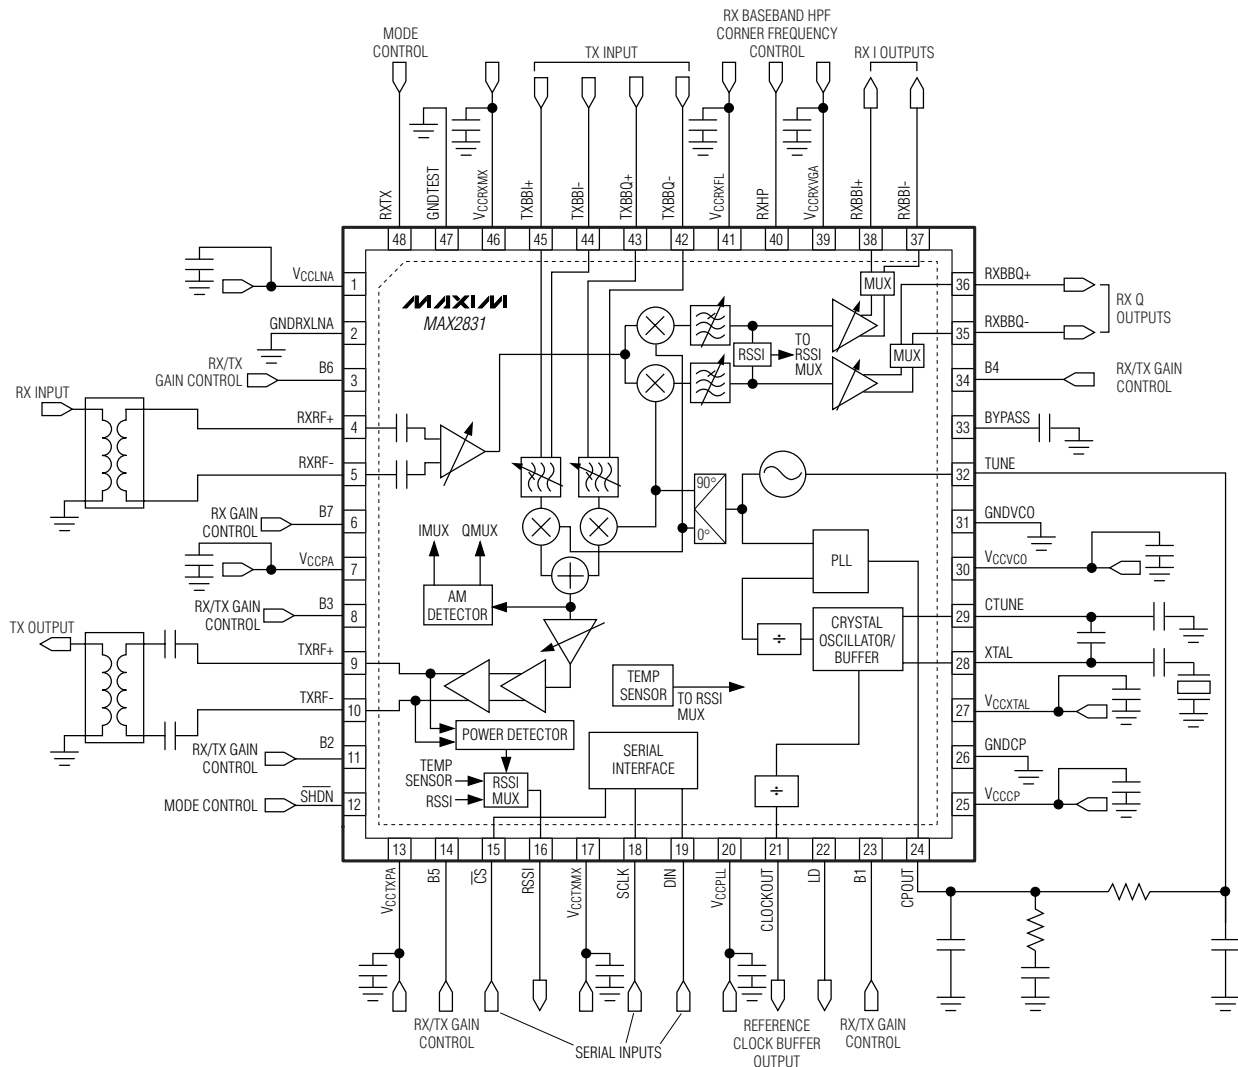 MODE
CONTROL
TX INPUT
RX BASEBAND HPF
CORNER FREQUENCY
CONTROL
RX I OUTPUTS
RXTX
GNDTEST
VCCRXMX
TXBBI+
TXBBI-
TXBBQ+
TXBBQ-
VCCRXFL
RXHP
VCCRXVGA
RXBBI+
RXBBI-
48
47
46
45
44
43
42
41
40
39
38
37
VCCLNA
1
GNDRXLNA
2
RX/TX
GAIN CONTROL
B6
3
RX INPUT
RXRF+
4
RXRF-
5
RX GAIN
CONTROL
B7
6
VCCPA
7
RX/TX GAIN
CONTROL
B3
8
TX OUTPUT
TXRF+
9
TXRF-
10
RX/TX GAIN
CONTROL
B2
11
MODE CONTROL
SHDN
12
MAXIM
MAX2831
MUX
MUX
RSSI
TO
RSSI
MUX
90°
0°
IMUX
QMUX
AM
DETECTOR
PLL
÷
CRYSTAL
OSCILLATOR/
BUFFER
TEMP
SENSOR
TO RSSI
MUX
POWER DETECTOR
TEMP
SENSOR
RSSI
RSSI
MUX
SERIAL
INTERFACE
÷
36
RXBBQ+
35
RXBBQ-
RX Q
OUTPUTS
34
B4
RX/TX GAIN
CONTROL
33
BYPASS
32
TUNE
31
GNDVCO
30
VCCVCO
29
CTUNE
28
XTAL
27
VCCXTAL
26
GNDCP
25
VCCCP
13
14
15
16
17
18
19
20
21
22
23
24
VCCTXPA
B5
CS
RSSI
VCCTXMX
SCLK
DIN
VCCPLL
CLOCKOUT
LD
B1
CPOUT
RX/TX GAIN
CONTROL
SERIAL INPUTS
REFERENCE
CLOCK BUFFER
OUTPUT
RX/TX GAIN
CONTROL